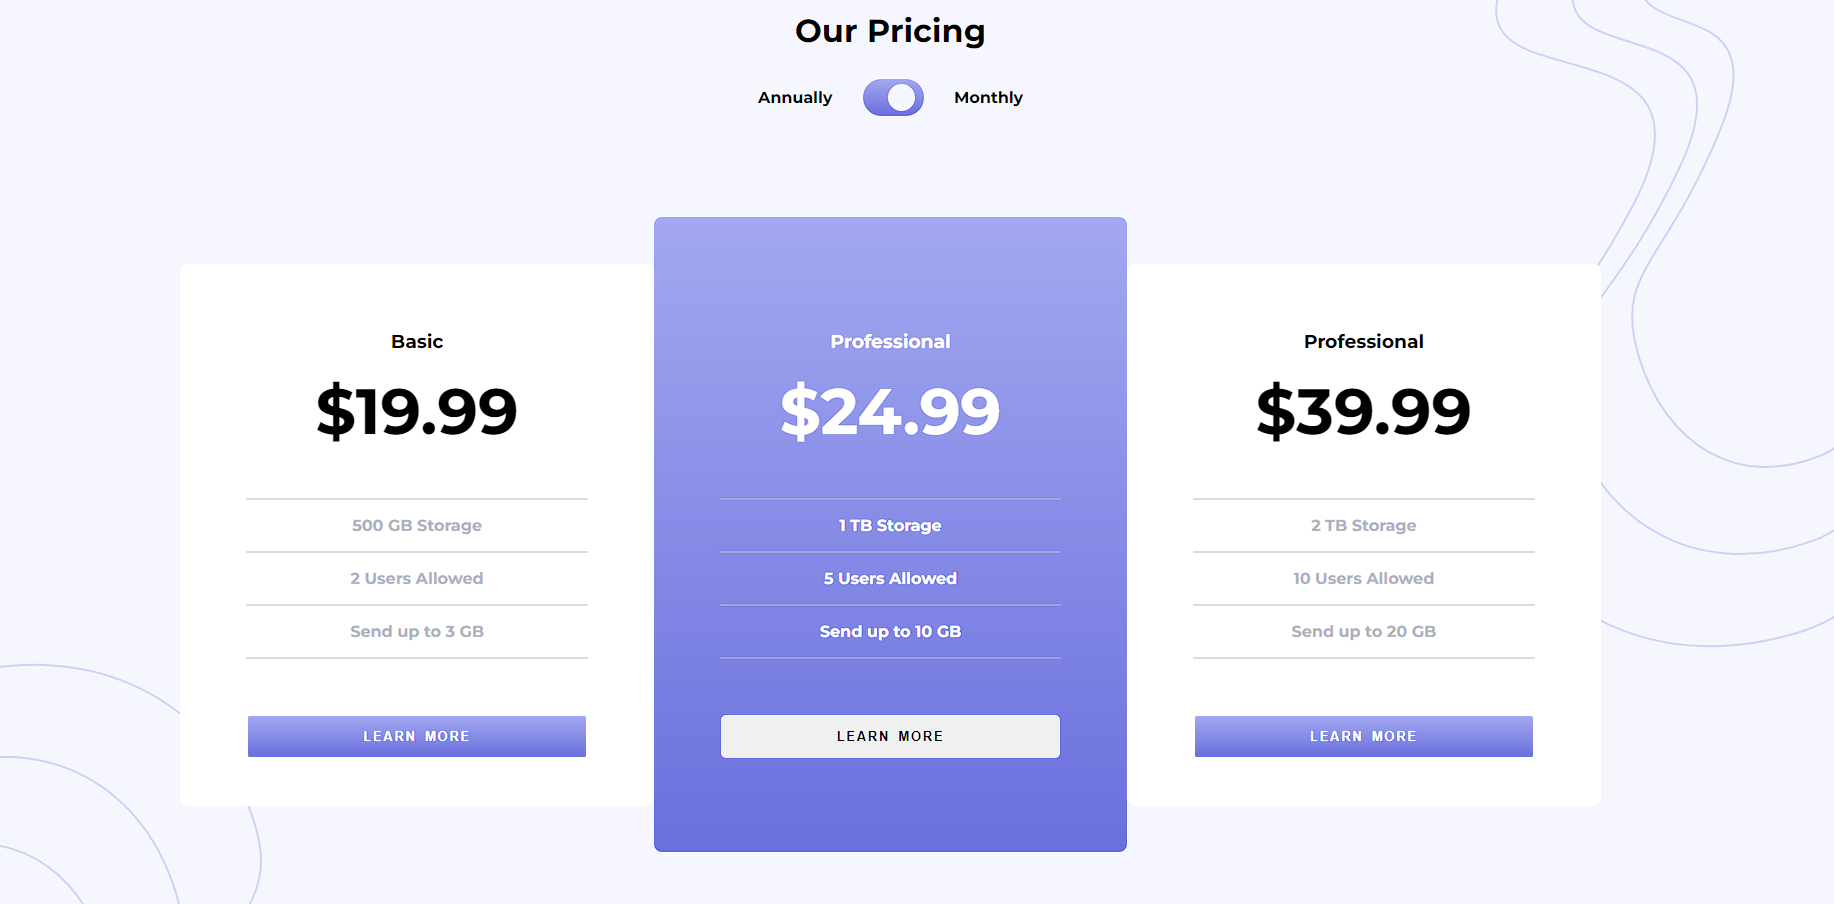 Our Pricing
Annually Monthly
Basic
$19.99
500 GB Storage
2 Users Allowed
Send up to 3 GB
LEARN MORE
Professional
$24.99
1 TB Storage
5 Users Allowed
Send up to 10 GB
LEARN MORE
Professional
$39.99
2 TB Storage
10 Users Allowed
Send up to 20 GB
LEARN MORE